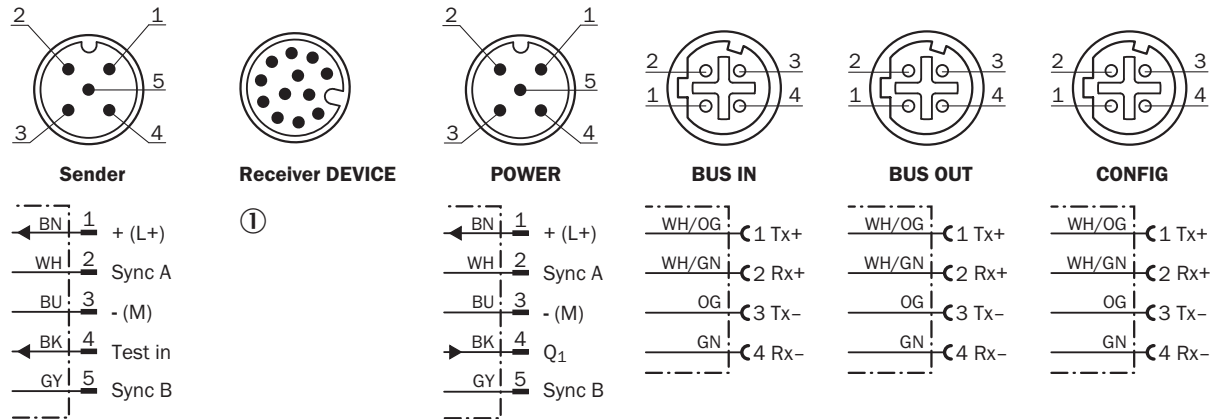 2 1
5
3 4
Sender
BN 1 + (L+)
WH 2 Sync A
BU 3 - (M)
BK 4 Test in
GY 5 Sync B
Receiver DEVICE
①
2 1
5
3 4
POWER
BN 1 + (L+)
WH 2 Sync A
BU 3 - (M)
BK 4 Q₁
GY 5 Sync B
2 3
1 4
BUS IN
WH/OG 1 Tx+
WH/GN 2 Rx+
OG 3 Tx–
GN 4 Rx–
2 3
1 4
BUS OUT
WH/OG 1 Tx+
WH/GN 2 Rx+
OG 3 Tx–
GN 4 Rx–
2 3
1 4
CONFIG
WH/OG 1 Tx+
WH/GN 2 Rx+
OG 3 Tx–
GN 4 Rx–